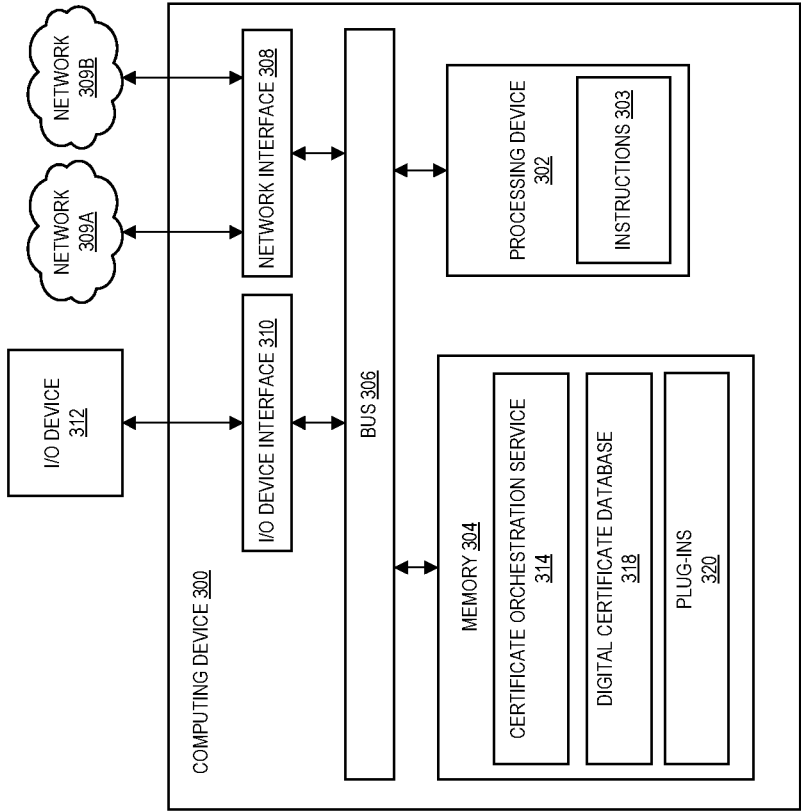 COMPUTING DEVICE 300
MEMORY 304
CERTIFICATE ORCHESTRATION SERVICE
314
DIGITAL CERTIFICATE DATABASE
318
PLUG-INS
320
PROCESSING DEVICE
302
INSTRUCTIONS 303
BUS 306
I/O DEVICE INTERFACE 310
NETWORK INTERFACE 308
I/O DEVICE
312
NETWORK
309A
NETWORK
309B